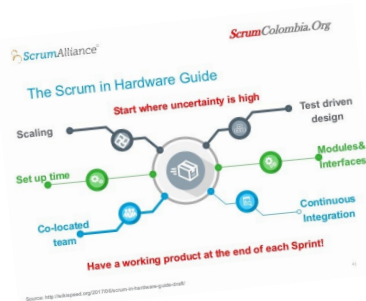 ScrumAlliance®
ScrumColombia.Org
The Scrum in Hardware Guide
Start where uncertainty is high
Scaling
Test driven
design
Set up time
Modules&
Interfaces
Co-located
team
Continuous
Integration
Have a working product at the end of each Sprint!